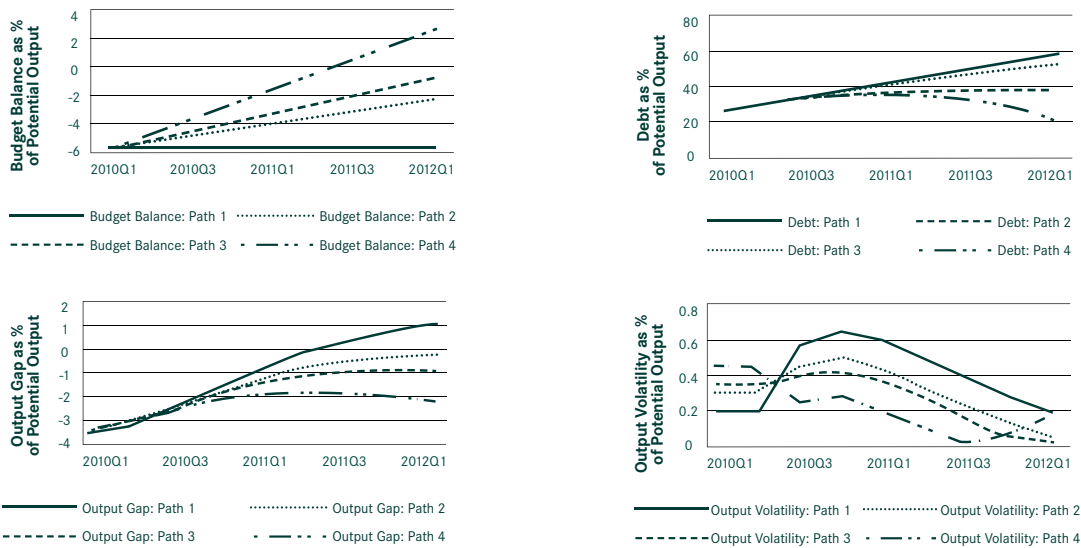 Budget Balance as %
of Potential Output
4
2
0
-2
-4
-6
2010Q1 2010Q3 2011Q1 2011Q3 2012Q1
Budget Balance: Path 1 Budget Balance: Path 2
Budget Balance: Path 3 Budget Balance: Path 4
Debt as %
of Potential Output
80
60
40
20
0
2010Q1 2010Q3 2011Q1 2011Q3 2012Q1
Debt: Path 1 Debt: Path 2
Debt: Path 3 Debt: Path 4
Output Gap as %
of Potential Output
2
1
0
-1
-2
-3
-4
2010Q1 2010Q3 2011Q1 2011Q3 2012Q1
Output Gap: Path 1 Output Gap: Path 2
Output Gap: Path 3 Output Gap: Path 4
Output Volatility as %
of Potential Output
0.8
0.6
0.4
0.2
0
2010Q1 2010Q3 2011Q1 2011Q3 2012Q1
Output Volatility: Path 1 Output Volatility: Path 2
Output Volatility: Path 3 Output Volatility: Path 4